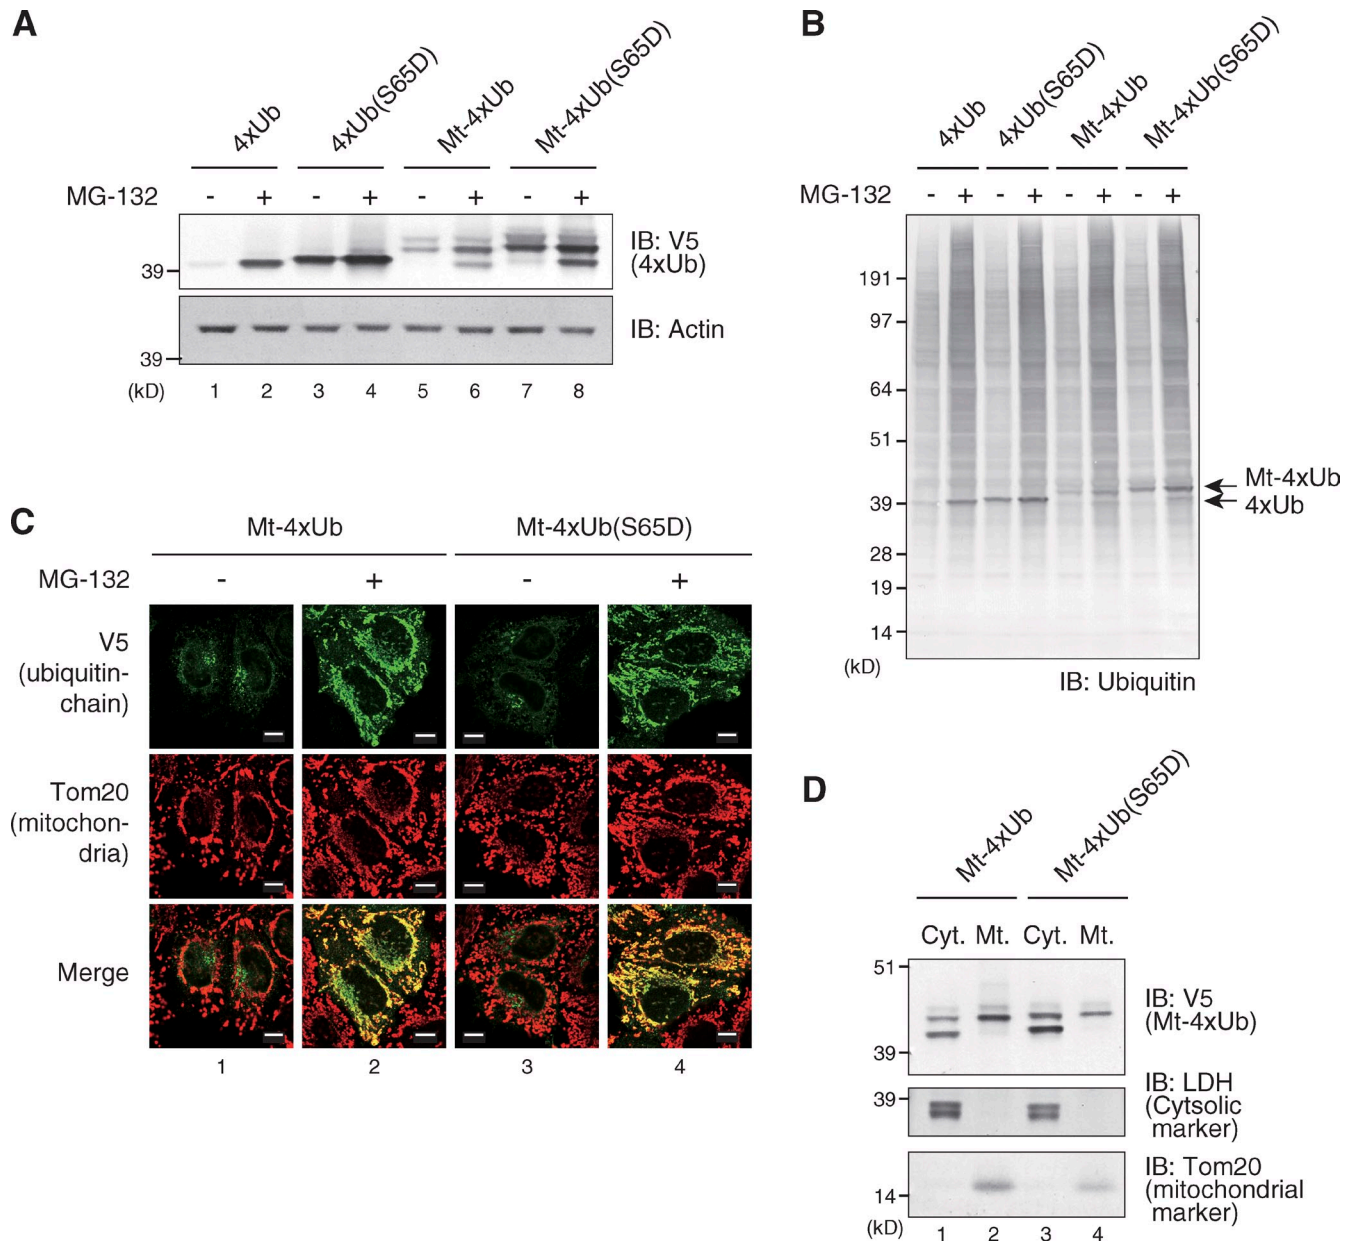 A
4xUb
4xUb(S65D)
Mt-4xUb
Mt-4xUb(S65D)
MG-132 - + - + - + - +
39
IB: V5
(4xUb)
IB: Actin
39
(kD) 1 2 3 4 5 6 7 8
B
4xUb
4xUb(S65D)
Mt-4xUb
Mt-4xUb(S65D)
MG-132 - + - + - + - +
191
97
64
51
39
28
19
14
(kD)
Mt-4xUb
4xUb
IB: Ubiquitin
C
Mt-4xUb Mt-4xUb(S65D)
MG-132 - + - +
V5
(ubiquitin-
chain)
Tom20
(mitochon-
dria)
Merge
1 2 3 4
D
Mt-4xUb
Mt-4xUb(S65D)
Cyt. Mt. Cyt. Mt.
51
39
IB: V5
(Mt-4xUb)
39
IB: LDH
(Cytsolic
marker)
14
IB: Tom20
(mitochondrial
marker)
(kD) 1 2 3 4